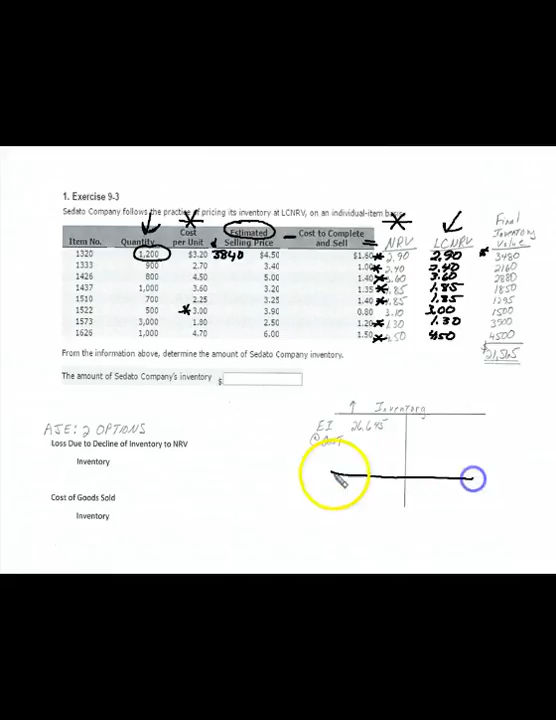 1. Exercise 9-3
Sedato Company follows the practice of pricing its inventory at LCNRV, on an individual-item basis.
Final Inventory Value
Item No. Quantity Cost per Unit Estimated Selling Price - Cost to Complete and Sell = NRV LCNRV
1320 1,200 $3.20 3840 $4.50 $1.60 2.90 2.90 3480
1333 900 2.70 3.40 1.00 2.40 2.40 2160
1426 800 4.50 5.00 1.40 3.60 3.60 2880
1437 1,000 3.60 3.20 1.35 1.85 1.85 1850
1510 700 2.25 3.25 1.40 1.85 1.85 1295
1522 500 3.00 3.90 0.80 3.10 3.00 1500
1573 3,000 1.80 2.50 1.20 1.30 1.30 3900
1626 1,000 4.70 6.00 1.50 4.50 4.50 4500
$21,565
From the information above, determine the amount of Sedato Company inventory.
The amount of Sedato Company's inventory $
↑ Inventory
AJE: 2 OPTIONS
EI 26,645
@ Cost
Loss Due to Decline of Inventory to NRV
Inventory
Cost of Goods Sold
Inventory